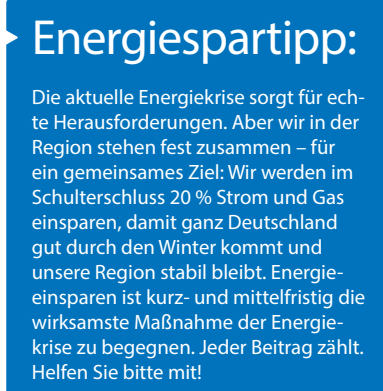 Energiespartipp:
Die aktuelle Energiekrise sorgt für ech-
te Herausforderungen. Aber wir in der
Region stehen fest zusammen – für
ein gemeinsames Ziel: Wir werden im
Schulterschluss 20 % Strom und Gas
einsparen, damit ganz Deutschland
gut durch den Winter kommt und
unsere Region stabil bleibt. Energie-
einsparen ist kurz- und mittelfristig die
wirksamste Maßnahme der Energie-
krise zu begegnen. Jeder Beitrag zählt.
Helfen Sie bitte mit!